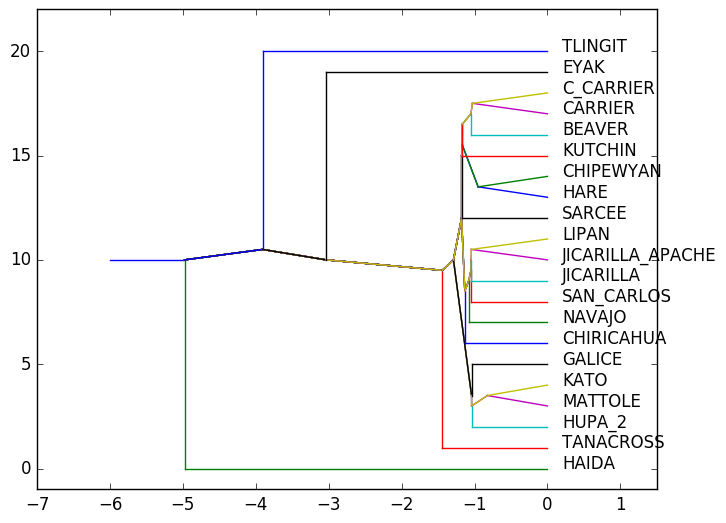 20
TLINGIT
EYAK
C_CARRIER
CARRIER
BEAVER
15
KUTCHIN
CHIPEWYAN
HARE
SARCEE
LIPAN
10
JICARILLA_APACHE
JICARILLA
SAN_CARLOS
NAVAJO
CHIRICAHUA
5
GALICE
KATO
MATTOLE
HUPA_2
TANACROSS
0
HAIDA
−7 −6 −5 −4 −3 −2 −1 0 1